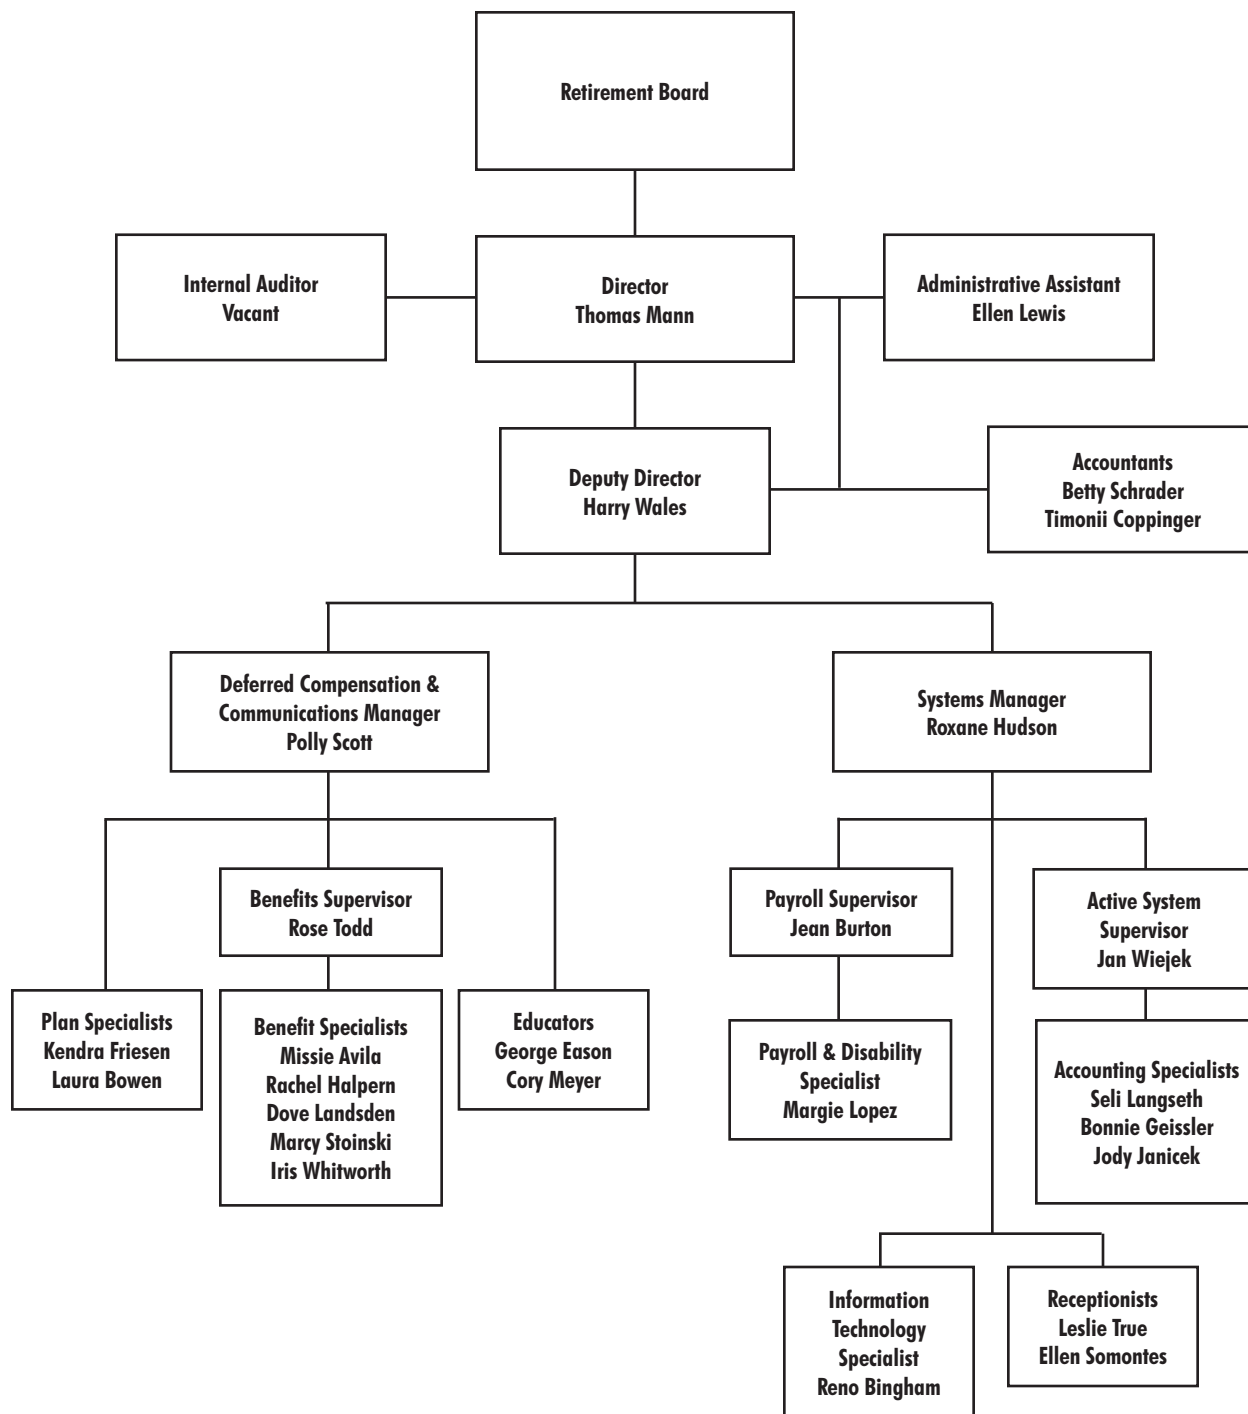 Retirement Board
Internal Auditor
Vacant
Director
Thomas Mann
Administrative Assistant
Ellen Lewis
Deputy Director
Harry Wales
Accountants
Betty Schrader
Timonii Coppinger
Deferred Compensation &
Communications Manager
Polly Scott
Systems Manager
Roxane Hudson
Benefits Supervisor
Rose Todd
Payroll Supervisor
Jean Burton
Active System
Supervisor
Jan Wiejek
Plan Specialists
Kendra Friesen
Laura Bowen
Benefit Specialists
Missie Avila
Rachel Halpern
Dove Landsden
Marcy Stoinski
Iris Whitworth
Educators
George Eason
Cory Meyer
Payroll & Disability
Specialist
Margie Lopez
Accounting Specialists
Seli Langseth
Bonnie Geissler
Jody Janicek
Information
Technology
Specialist
Reno Bingham
Receptionists
Leslie True
Ellen Somontes